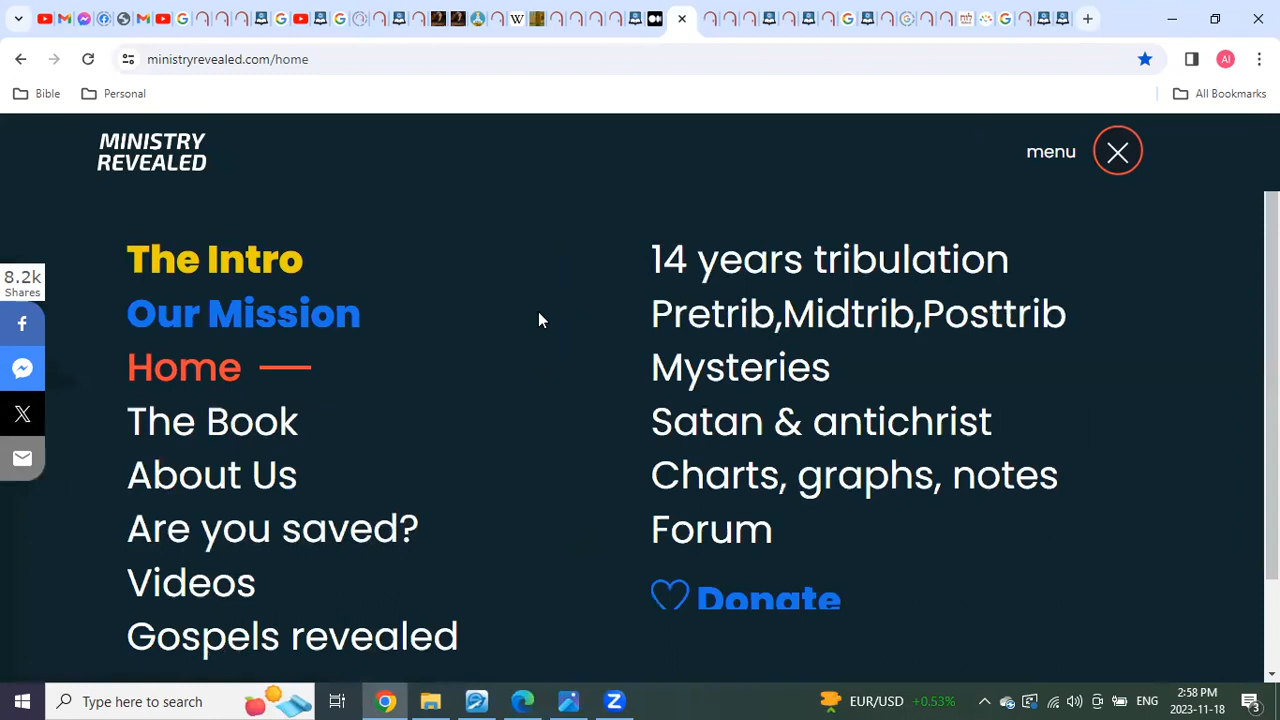 ministryrevealed.com/home
Bible
Personal
All Bookmarks
AI
MINISTRY
REVEALED
menu
8.2k
Shares
The Intro
Our Mission
Home
The Book
About Us
Are you saved?
Videos
Gospels revealed
14 years tribulation
Pretrib,Midtrib,Posttrib
Mysteries
Satan & antichrist
Charts, graphs, notes
Forum
Donate
Type here to search
EUR/USD +0.53%
ENG
2:58 PM
2023-11-18
3